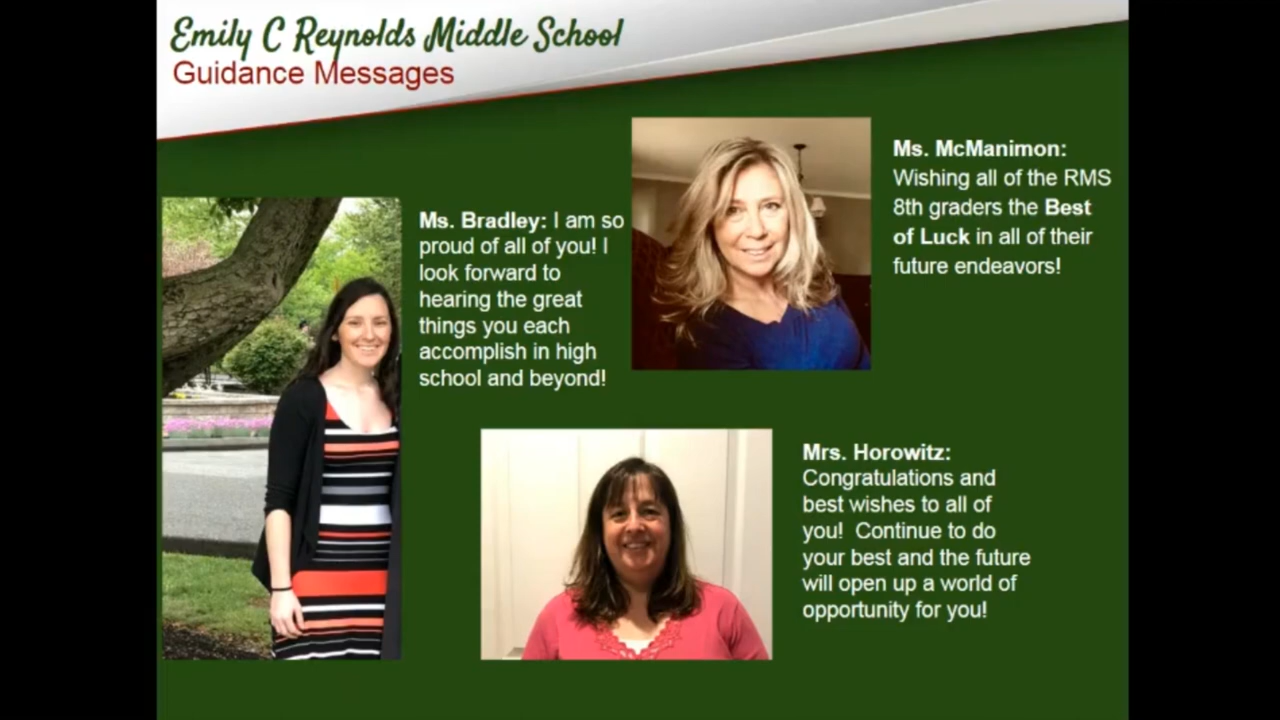 Emily C Reynolds Middle School
Guidance Messages
Ms. Bradley: I am so
proud of all of you! I
look forward to
hearing the great
things you each
accomplish in high
school and beyond!
Ms. McManimon:
Wishing all of the RMS
8th graders the Best
of Luck in all of their
future endeavors!
Mrs. Horowitz:
Congratulations and
best wishes to all of
you!  Continue to do
your best and the future
will open up a world of
opportunity for you!